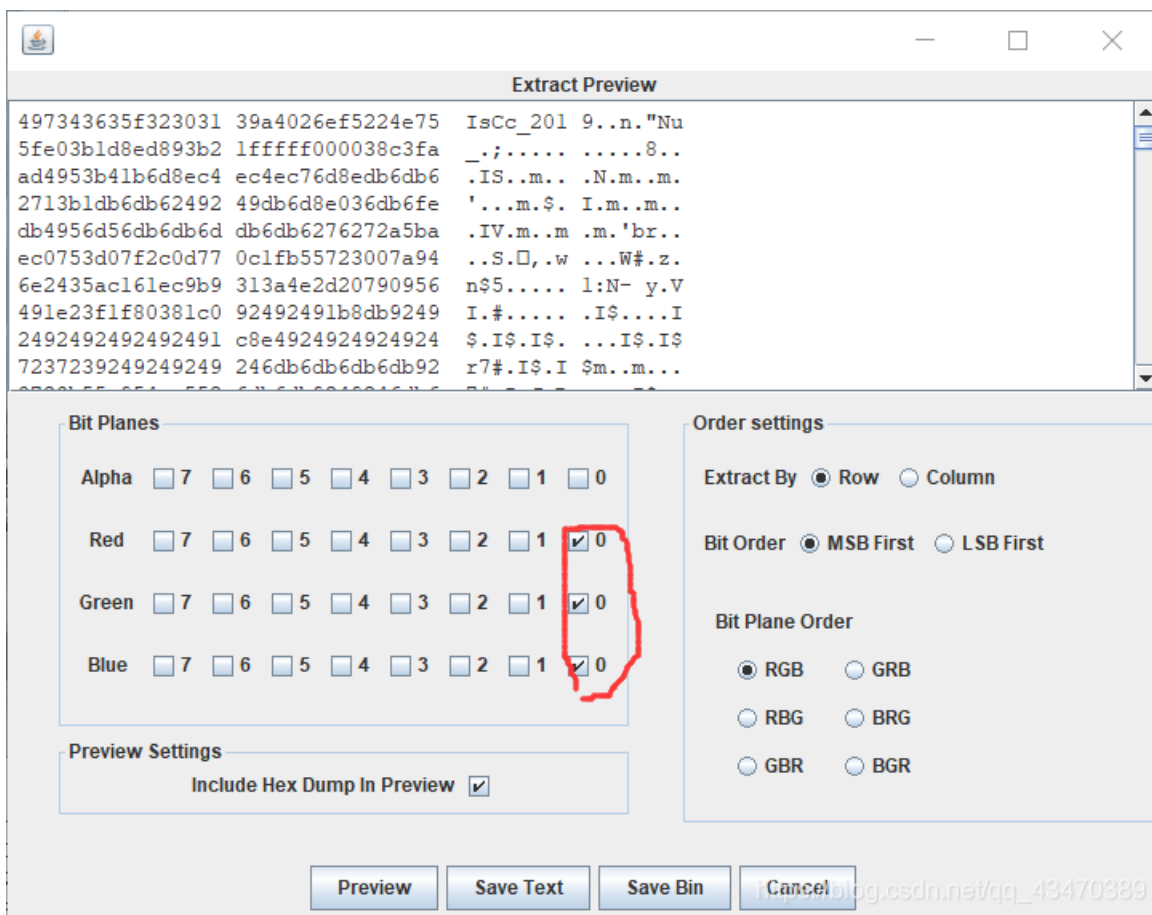 Extract Preview
497343635f323031 39a4026ef5224e75 IsCc_201 9..n."Nu
5fe03b1d8ed893b2 1fffff000038c3fa _.;..... .....8..
ad4953b41b6d8ec4 ec4ec76d8edb6db6 .IS..m.. .N.m..m.
2713b1db6db62492 49db6d8e036db6fe '...m.$. I.m..m..
db4956d56db6db6d db6db6276272a5ba .IV.m..m .m.'br..
ec0753d07f2c0d77 0c1fb55723007a94 ..S.□,.w ...W#.z.
6e2435ac161ec9b9 313a4e2d20790956 n$5..... 1:N- y.V
491e23f1f80381c0 92492491b8db9249 I.#..... .I$....I
2492492492492491 c8e4924924924924 $.I$.I$. ...I$.I$
7237239249249249 246db6db6db6db92 r7#.I$.I $m..m...
Bit Planes
Alpha 7 6 5 4 3 2 1 0
Red 7 6 5 4 3 2 1 0
Green 7 6 5 4 3 2 1 0
Blue 7 6 5 4 3 2 1 0
Preview Settings
Include Hex Dump In Preview
Order settings
Extract By Row Column
Bit Order MSB First LSB First
Bit Plane Order
RGB GRB
RBG BRG
GBR BGR
Preview Save Text Save Bin Cancel
https://blog.csdn.net/qq_43470389